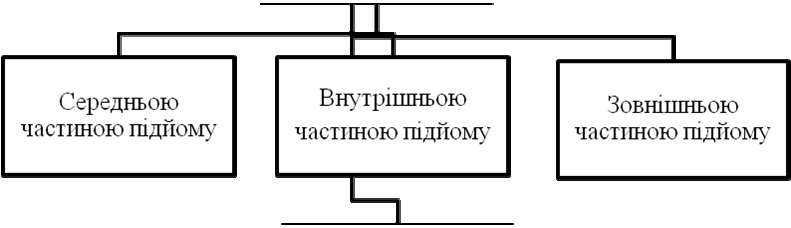 Середньою
частиною підйому
Внутрішньою
частиною підйому
Зовнішньою
частиною підйому